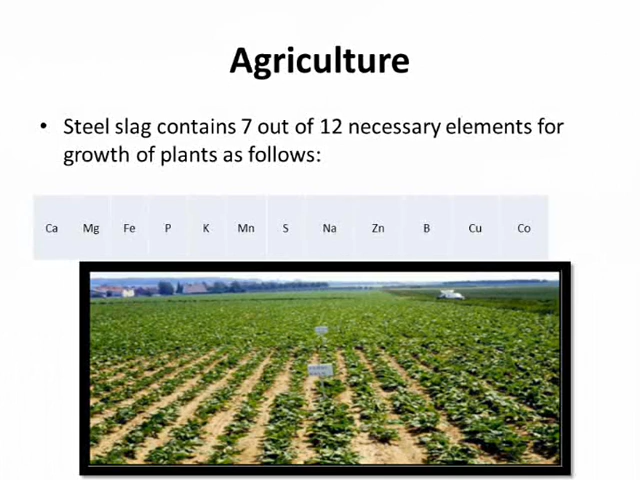 Agriculture
• Steel slag contains 7 out of 12 necessary elements for
growth of plants as follows:
Ca Mg Fe P K Mn S Na Zn B Cu Co